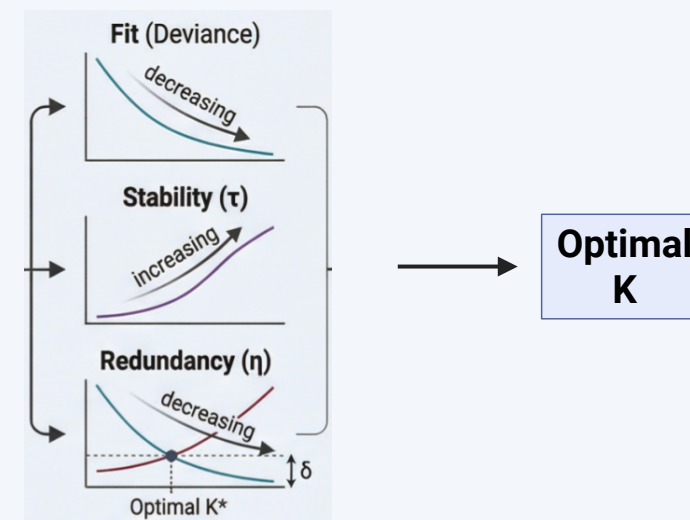 Fit (Deviance)
decreasing
Stability (τ)
increasing
Redundancy (η)
decreasing
δ
Optimal K*
Optimal
K